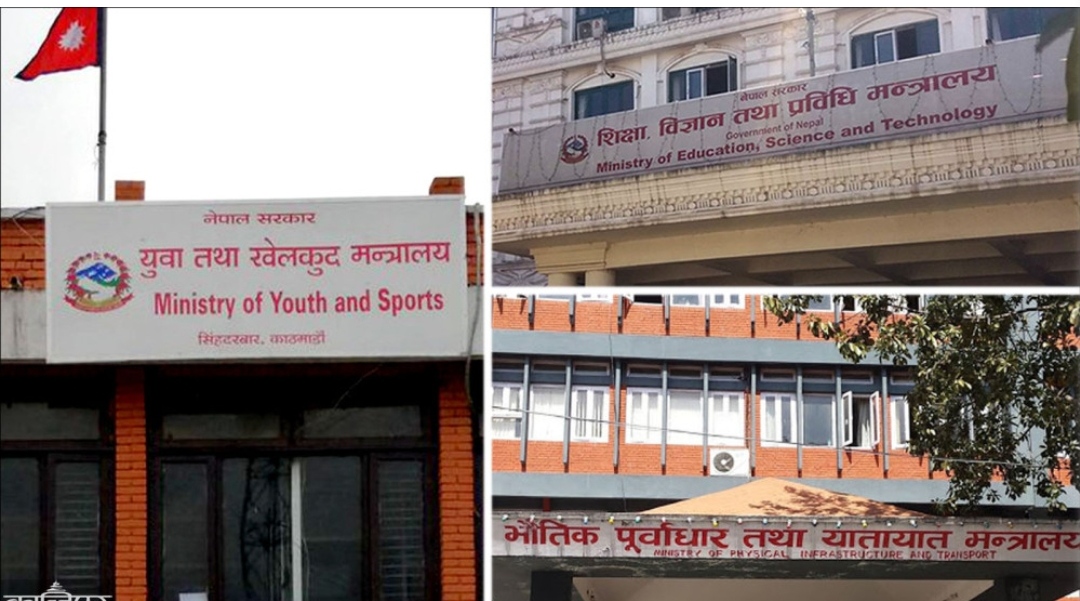 नेपाल सरकार
युवा तथा खेलकुद मन्त्रालय
Ministry of Youth and Sports
सिंहदरबार, काठमाडौं
नेपाल सरकार
शिक्षा, विज्ञान तथा प्रविधि मन्त्रालय
Government of Nepal
Ministry of Education, Science and Technology
भौतिक पूर्वाधार तथा यातायात मन्त्रालय
MINISTRY OF PHYSICAL INFRASTRUCTURE AND TRANSPORT
कान्तिपुर